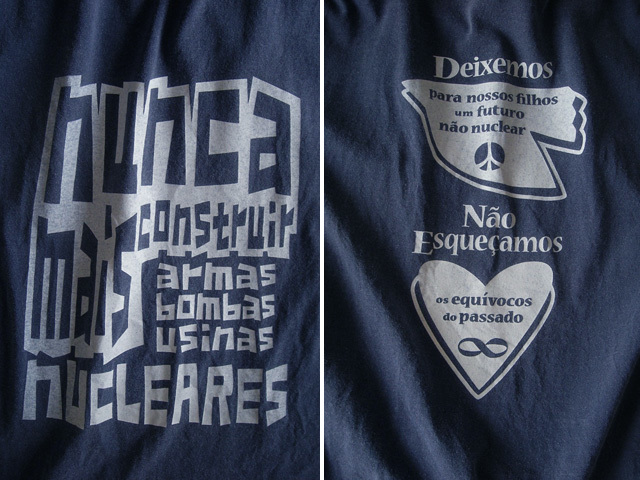 nunca
mais construir
armas
bombas
usinas
NUCLEARES
Deixemos
para nossos filhos
um futuro
não nuclear
Não
Esqueçamos
os equívocos
do passado